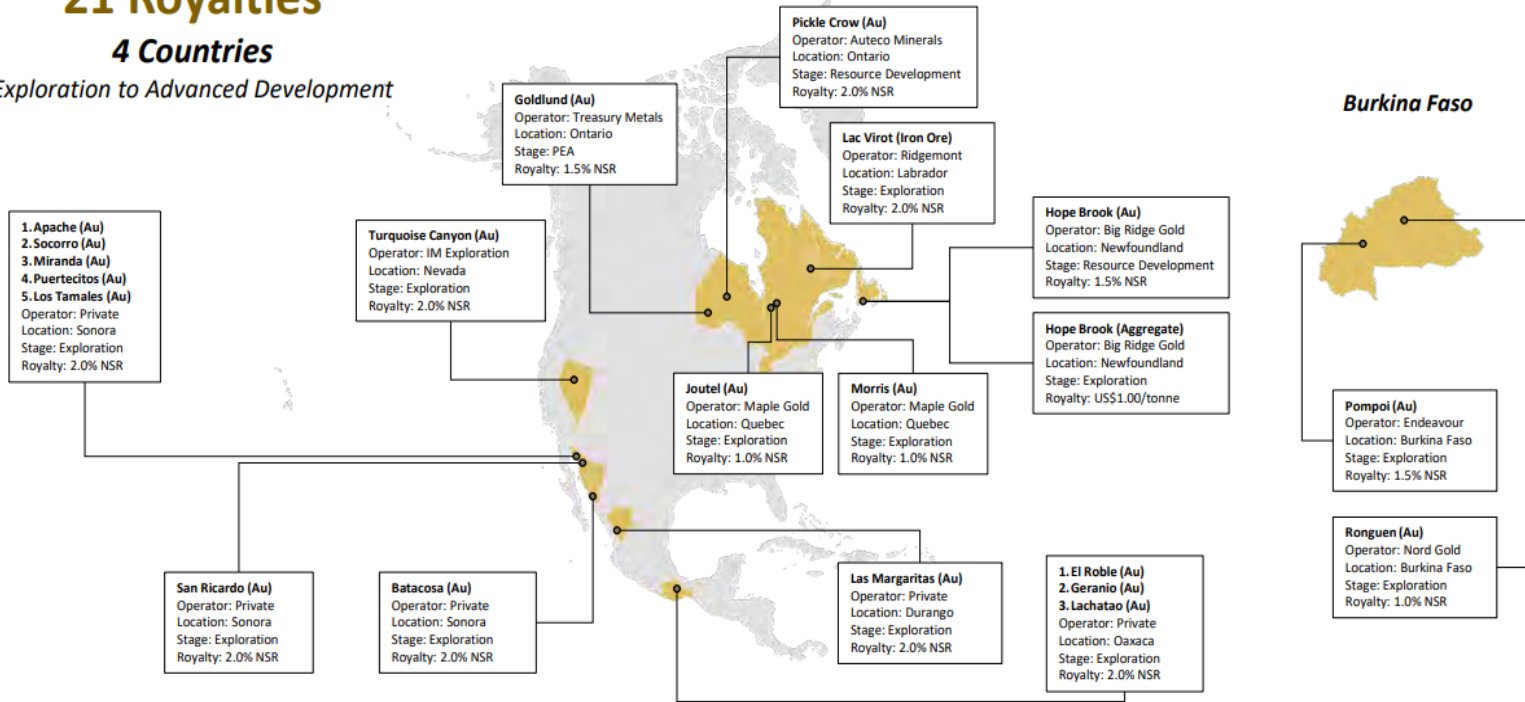 21 Royalties
4 Countries
Exploration to Advanced Development
Pickle Crow (Au)
Operator: Auteco Minerals
Location: Ontario
Stage: Resource Development
Royalty: 2.0% NSR
Goldlund (Au)
Operator: Treasury Metals
Location: Ontario
Stage: PEA
Royalty: 1.5% NSR
Lac Virot (Iron Ore)
Operator: Ridgemont
Location: Labrador
Stage: Exploration
Royalty: 2.0% NSR
Burkina Faso
1. Apache (Au)
2. Socorro (Au)
3. Miranda (Au)
4. Puertecitos (Au)
5. Los Tamales (Au)
Operator: Private
Location: Sonora
Stage: Exploration
Royalty: 2.0% NSR
Turquoise Canyon (Au)
Operator: IM Exploration
Location: Nevada
Stage: Exploration
Royalty: 2.0% NSR
Hope Brook (Au)
Operator: Big Ridge Gold
Location: Newfoundland
Stage: Resource Development
Royalty: 1.5% NSR
Hope Brook (Aggregate)
Operator: Big Ridge Gold
Location: Newfoundland
Stage: Exploration
Royalty: US$1.00/tonne
Joutel (Au)
Operator: Maple Gold
Location: Quebec
Stage: Exploration
Royalty: 1.0% NSR
Morris (Au)
Operator: Maple Gold
Location: Quebec
Stage: Exploration
Royalty: 1.0% NSR
Pompoi (Au)
Operator: Endeavour
Location: Burkina Faso
Stage: Exploration
Royalty: 1.5% NSR
San Ricardo (Au)
Operator: Private
Location: Sonora
Stage: Exploration
Royalty: 2.0% NSR
Batacosa (Au)
Operator: Private
Location: Sonora
Stage: Exploration
Royalty: 2.0% NSR
Las Margaritas (Au)
Operator: Private
Location: Durango
Stage: Exploration
Royalty: 2.0% NSR
1. El Roble (Au)
2. Geranio (Au)
3. Lachatao (Au)
Operator: Private
Location: Oaxaca
Stage: Exploration
Royalty: 2.0% NSR
Ronguen (Au)
Operator: Nord Gold
Location: Burkina Faso
Stage: Exploration
Royalty: 1.0% NSR